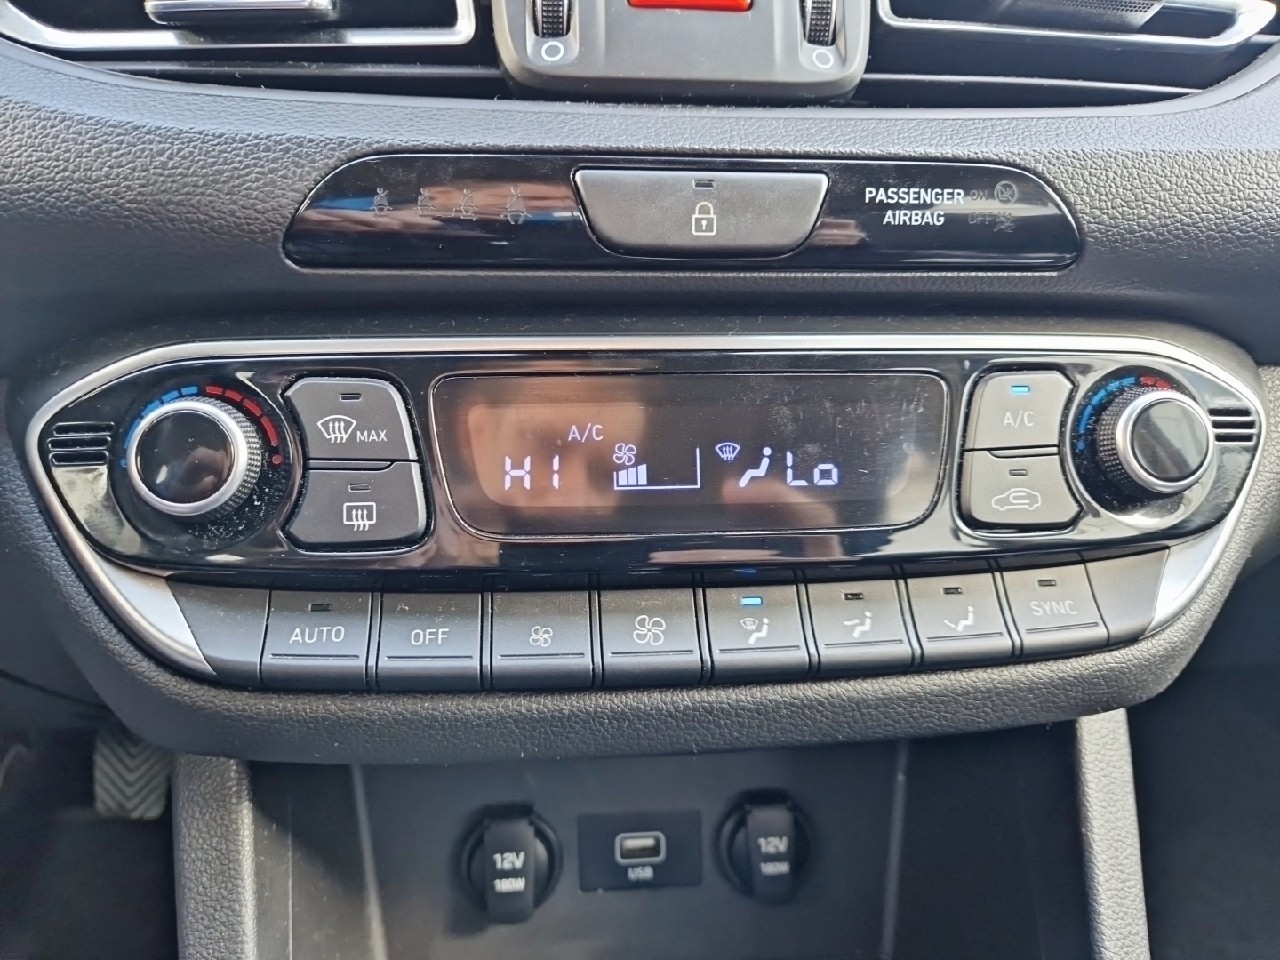 PASSENGER ON
AIRBAG OFF
MAX
A/C
HI
Lo
A/C
AUTO
OFF
SYNC
12V
180W
USB
12V
180W